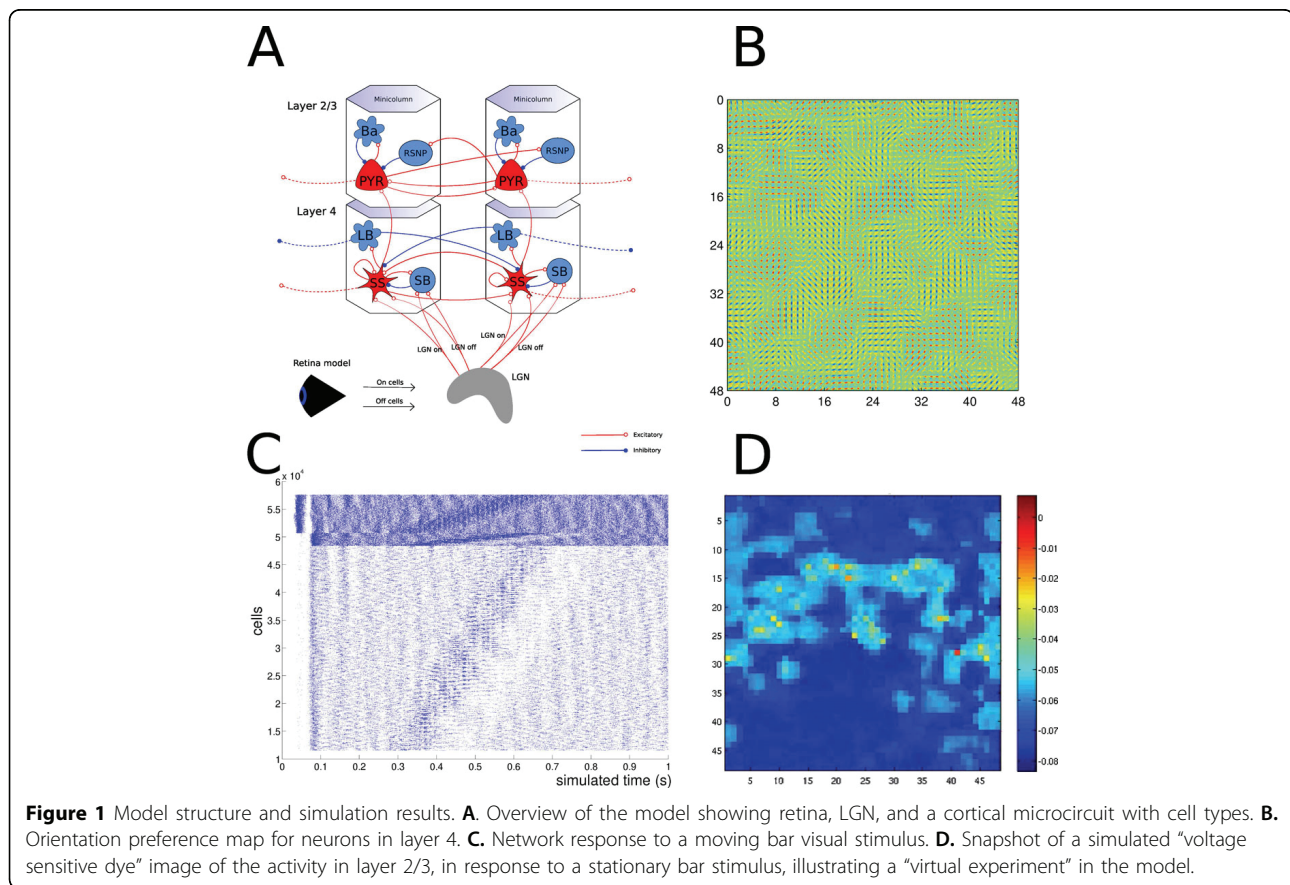 A
Layer 2/3
Minicolumn
Minicolumn
Ba
Ba
RSNP
RSNP
PYR
PYR
Layer 4
LB
LB
SS
SB
SS
SB
LGN on
LGN off
LGN on
LGN off
Retina model
On cells
Off cells
LGN
Excitatory
Inhibitory
B
0
8
16
24
32
40
48
0 8 16 24 32 40 48
C
x 10⁴
6
5.5
5
4.5
4
3.5
3
2.5
2
1.5
1
cells
0 0.1 0.2 0.3 0.4 0.5 0.6 0.7 0.8 0.9 1
simulated time (s)
D
5
10
15
20
25
30
35
40
45
5 10 15 20 25 30 35 40 45
0
-0.01
-0.02
-0.03
-0.04
-0.05
-0.06
-0.07
-0.08
Figure 1 Model structure and simulation results. A. Overview of the model showing retina, LGN, and a cortical microcircuit with cell types. B.
Orientation preference map for neurons in layer 4. C. Network response to a moving bar visual stimulus. D. Snapshot of a simulated “voltage
sensitive dye” image of the activity in layer 2/3, in response to a stationary bar stimulus, illustrating a “virtual experiment” in the model.